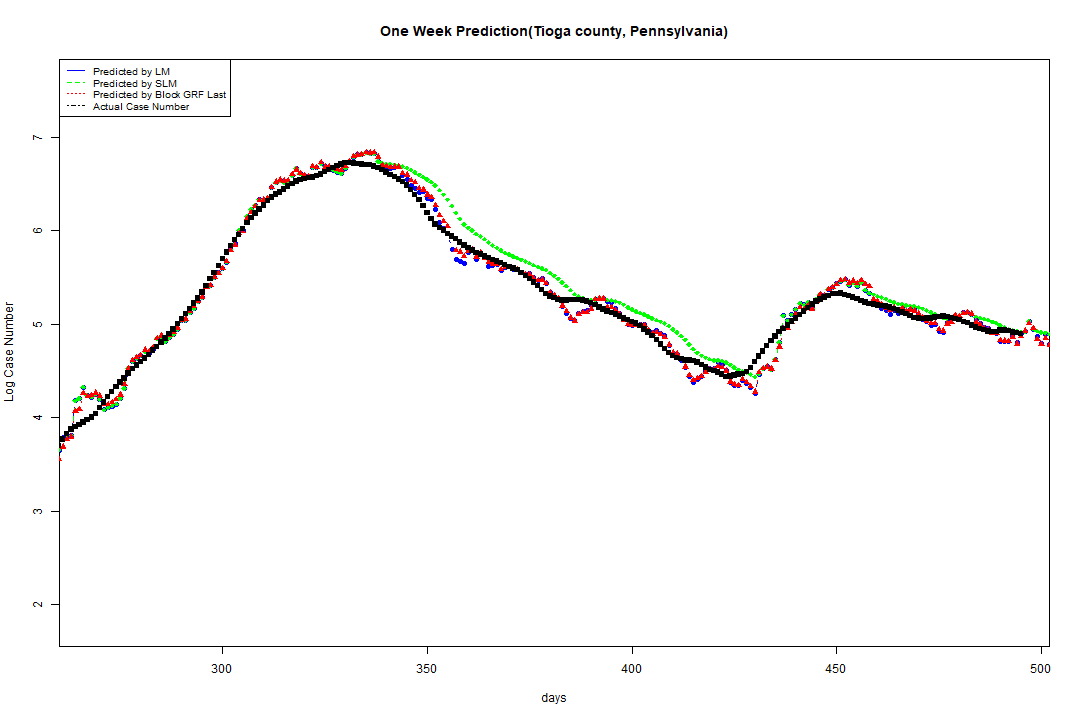 One Week Prediction(Tioga county, Pennsylvania)
Predicted by LM
Predicted by SLM
Predicted by Block GRF Last
Actual Case Number
7
6
5
4
3
2
Log Case Number
300 350 400 450 500
days